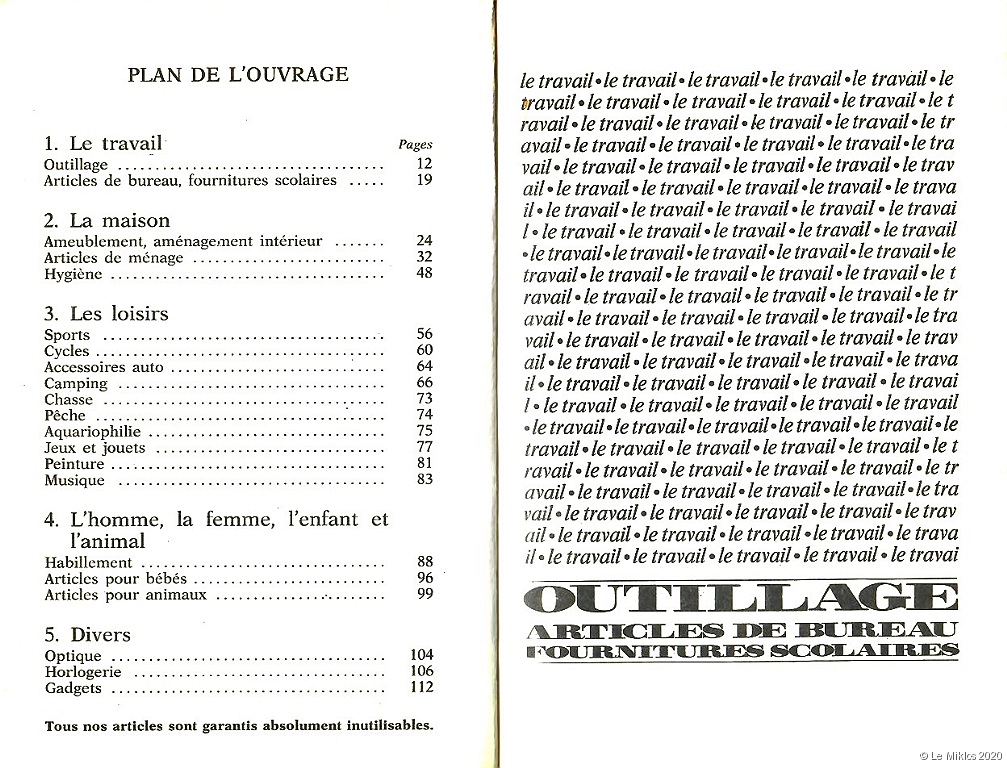 PLAN DE L'OUVRAGE
1. Le travail Pages
Outillage ................................... 12
Articles de bureau, fournitures scolaires ..... 19
2. La maison
Ameublement, aménagement intérieur ....... 24
Articles de ménage .......................... 32
Hygiène ..................................... 48
3. Les loisirs
Sports ...................................... 56
Cycles ....................................... 60
Accessoires auto ............................. 64
Camping .................................... 66
Chasse ...................................... 73
Pêche ....................................... 74
Aquariophilie ................................ 75
Jeux et jouets ............................... 77
Peinture ..................................... 81
Musique .................................... 83
4. L'homme, la femme, l'enfant et
l'animal
Habillement ................................. 88
Articles pour bébés .......................... 96
Articles pour animaux ....................... 99
5. Divers
Optique ..................................... 104
Horlogerie .................................. 106
Gadgets ..................................... 112
Tous nos articles sont garantis absolument inutilisables.
le travail • le travail • le travail • le travail • le travail • le
travail • le travail • le travail • le travail • le travail • le t
ravail • le travail • le travail • le travail • le travail • le tr
avail • le travail • le travail • le travail • le travail • le tra
vail • le travail • le travail • le travail • le travail • le trav
ail • le travail • le travail • le travail • le travail • le trava
il • le travail • le travail • le travail • le travail • le travai
l • le travail • le travail • le travail • le travail • le travail
• le travail • le travail • le travail • le travail • le travail • le
travail • le travail • le travail • le travail • le travail • le t
ravail • le travail • le travail • le travail • le travail • le tr
avail • le travail • le travail • le travail • le travail • le tra
vail • le travail • le travail • le travail • le travail • le trav
ail • le travail • le travail • le travail • le travail • le trava
il • le travail • le travail • le travail • le travail • le travai
l • le travail • le travail • le travail • le travail • le travail
• le travail • le travail • le travail • le travail • le travail • le
travail • le travail • le travail • le travail • le travail • le t
ravail • le travail • le travail • le travail • le travail • le tr
avail • le travail • le travail • le travail • le travail • le tra
vail • le travail • le travail • le travail • le travail • le trav
ail • le travail • le travail • le travail • le travail • le trava
il • le travail • le travail • le travail • le travail • le travai
OUTILLAGE
ARTICLES DE BUREAU
FOURNITURES SCOLAIRES
© Le Miklos 2020